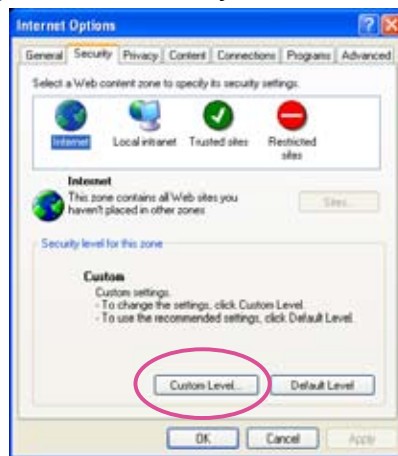 Internet Options
General Security Privacy Content Connections Programs Advanced
Select a Web content zone to specify its security settings.
Internet Local intranet Trusted sites Restricted
sites
Internet
This zone contains all Web sites you
haven't placed in other zones
Sites...
Security level for this zone
Custom
Custom settings.
- To change the settings, click Custom Level.
- To use the recommended settings, click Default Level.
Custom Level... Default Level
OK Cancel Apply